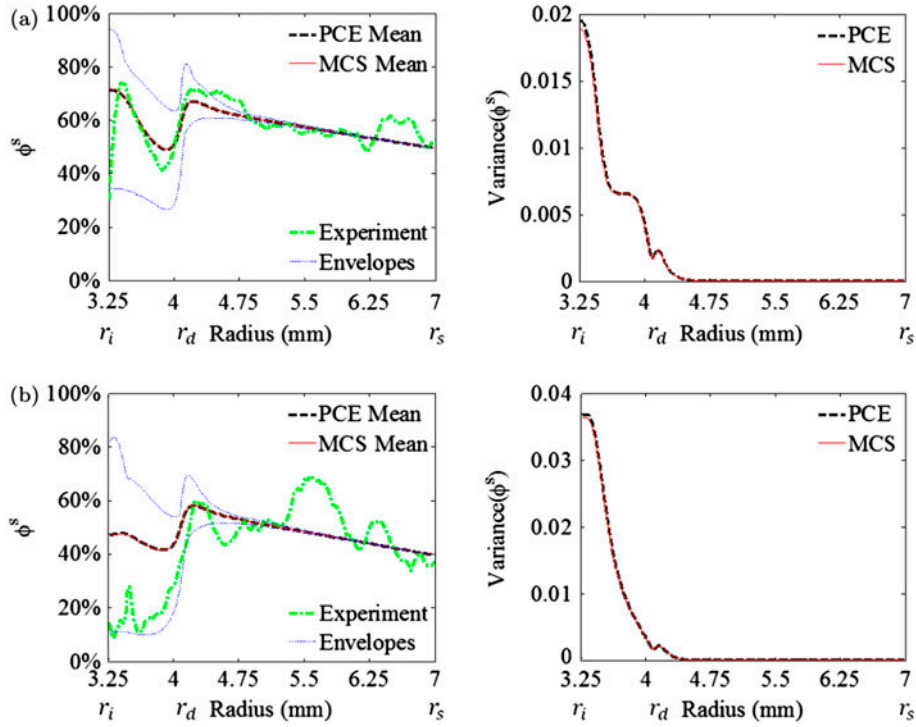 (a)
100%
80%
60%
40%
20%
0%
ϕˢ
PCE Mean
MCS Mean
Experiment
Envelopes
3.25 4 4.75 5.5 6.25 7
rᵢ r_d Radius (mm) rₛ
0.02
0.015
0.01
0.005
0
Variance(ϕˢ)
PCE
MCS
3.25 4 4.75 5.5 6.25 7
rᵢ r_d Radius (mm) rₛ
(b)
100%
80%
60%
40%
20%
0%
ϕˢ
PCE Mean
MCS Mean
Experiment
Envelopes
3.25 4 4.75 5.5 6.25 7
rᵢ r_d Radius (mm) rₛ
0.04
0.03
0.02
0.01
0
Variance(ϕˢ)
PCE
MCS
3.25 4 4.75 5.5 6.25 7
rᵢ r_d Radius (mm) rₛ